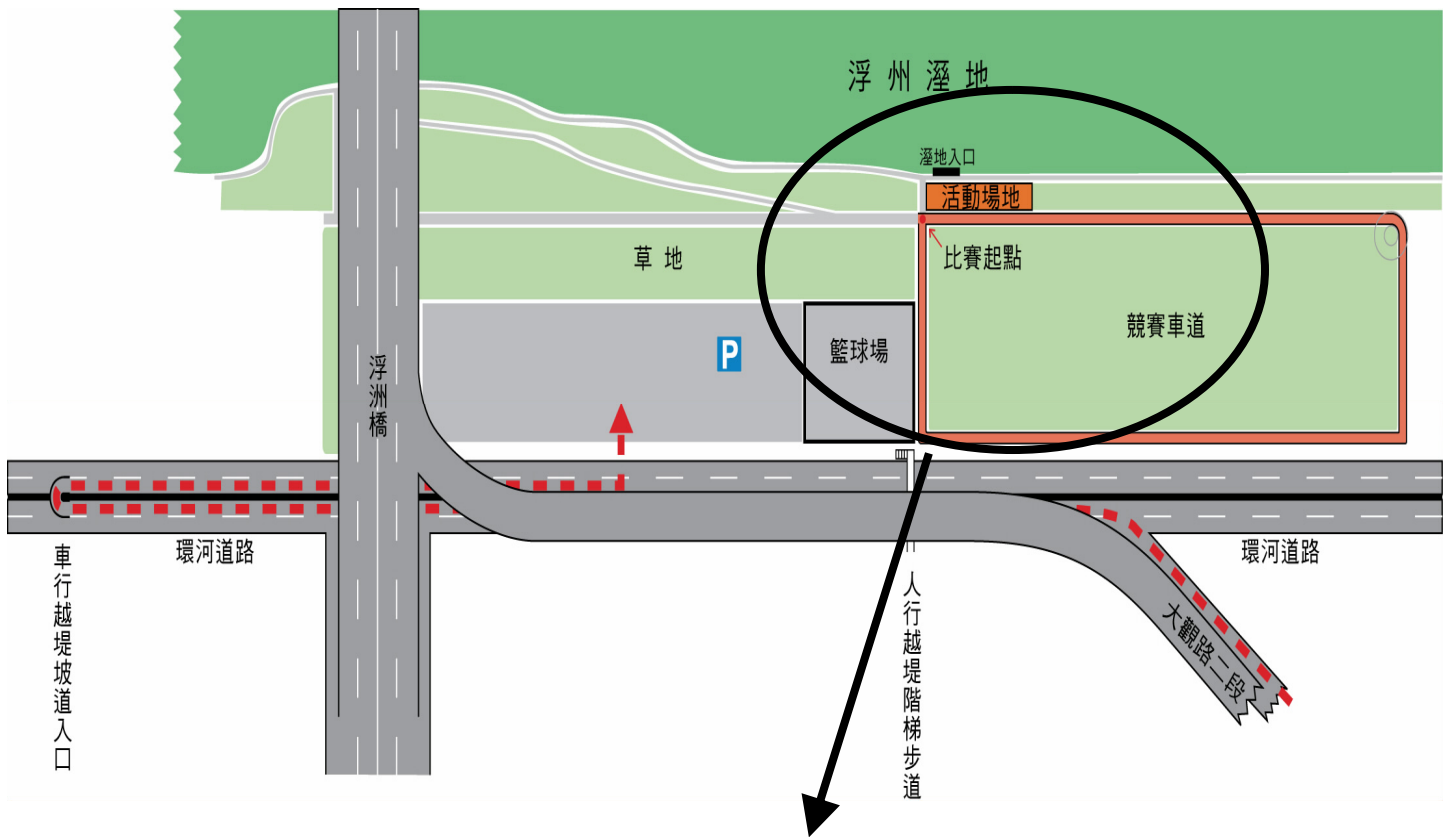 浮州溼地
溼地入口
活動場地
比賽起點
草地
競賽車道
P
籃球場
浮洲橋
環河道路
環河道路
車行越堤坡道入口
人行越堤階梯步道
大觀路二段